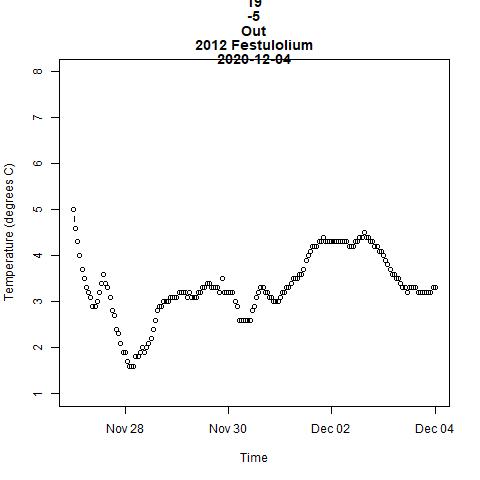 19
-5
Out
2012 Festulolium
2020-12-04
Temperature (degrees C)
8
7
6
5
4
3
2
1
Nov 28 Nov 30 Dec 02 Dec 04
Time